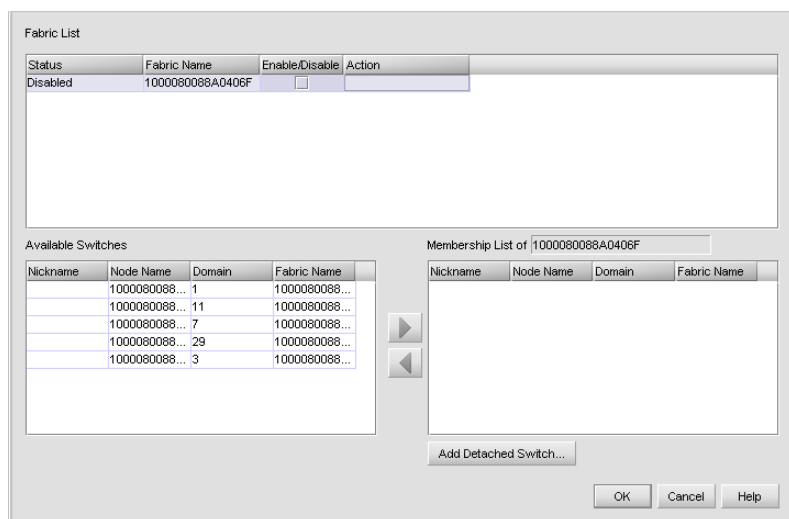 Fabric List
Status Fabric Name Enable/Disable Action
Disabled 1000080088A0406F
Available Switches
Nickname Node Name Domain Fabric Name
1000080088... 1 1000080088...
1000080088... 11 1000080088...
1000080088... 7 1000080088...
1000080088... 29 1000080088...
1000080088... 3 1000080088...
Membership List of 1000080088A0406F
Nickname Node Name Domain Fabric Name
Add Detached Switch...
OK Cancel Help